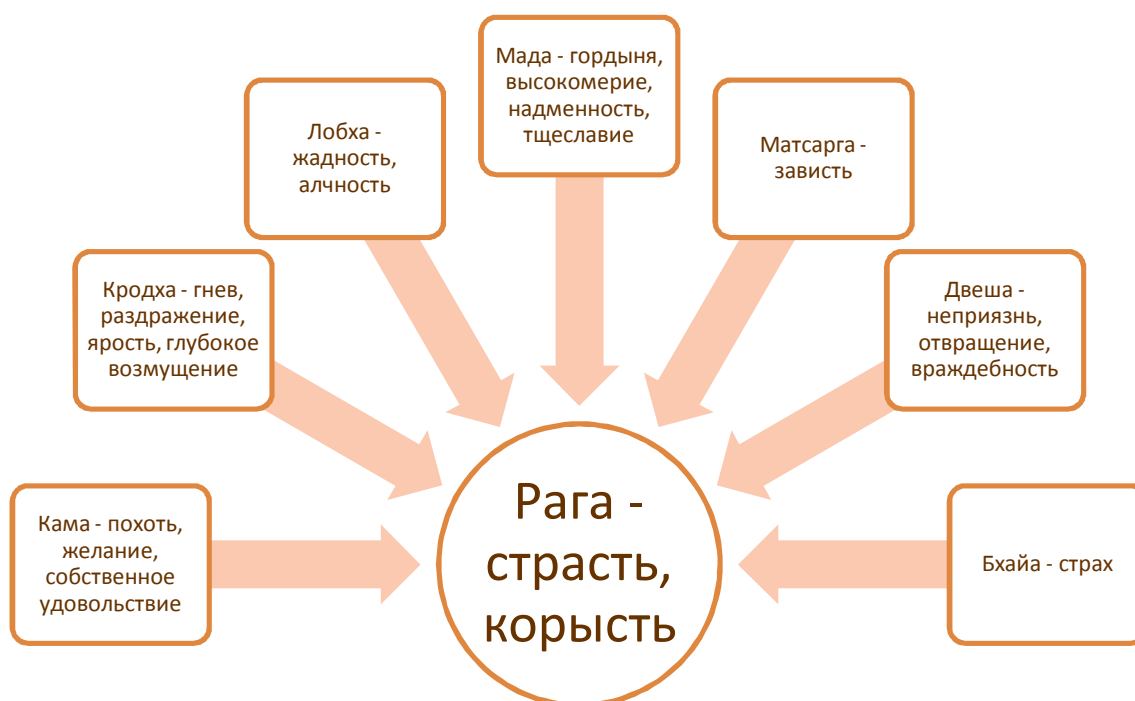 Кама - похоть,
желание,
собственное
удовольствие
Кродха - гнев,
раздражение,
ярость, глубокое
возмущение
Лобха -
жадность,
алчность
Мада - гордыня,
высокомерие,
надменность,
тщеславие
Матсарга -
зависть
Двеша -
неприязнь,
отвращение,
враждебность
Бхайа - страх
Рага -
страсть,
корысть